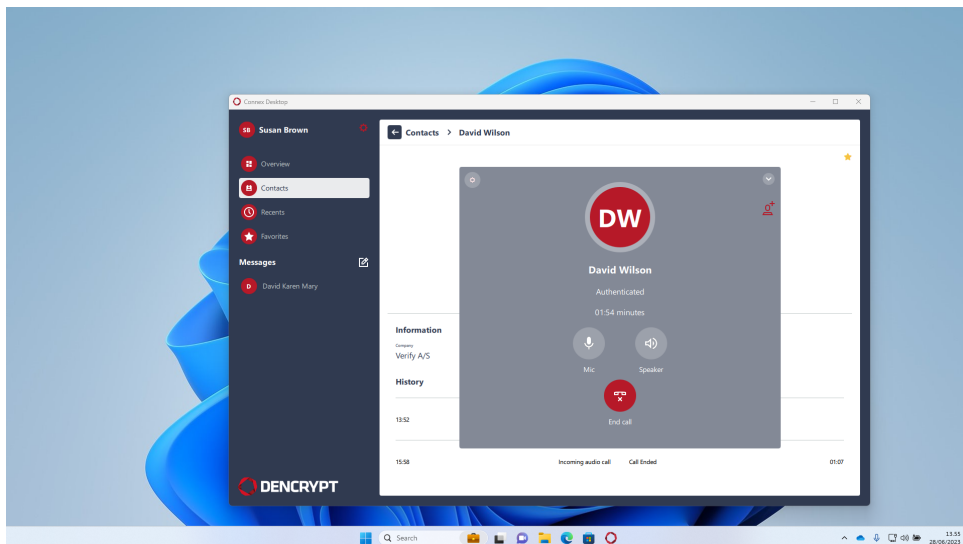 Connex Desktop
SB Susan Brown
Contacts > David Wilson
Overview
Contacts
Recents
Favorites
Messages
D David Karen Mary
DW
David Wilson
Authenticated
01:54 minutes
Mic Speaker
End call
Information
Company
Verify A/S
History
13:52
15:58 Incoming audio call Call Ended 01:07
DENCRYPT
Search
13.55
28/06/2023